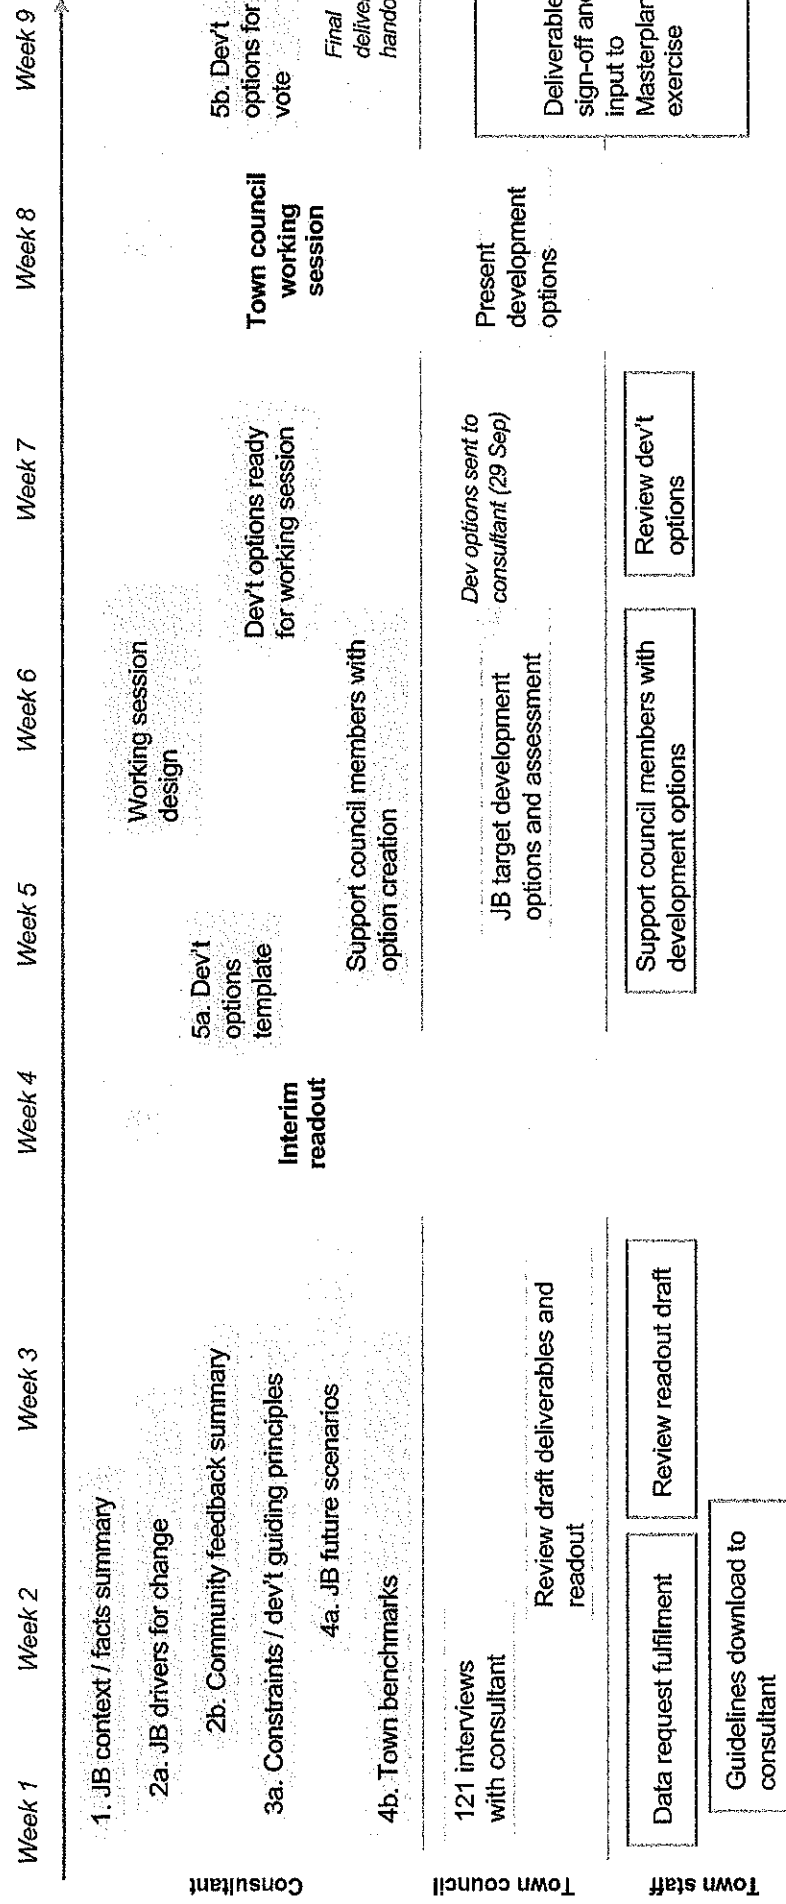 Week 1
Week 2
Week 3
Week 4
Week 5
Week 6
Week 7
Week 8
Week 9
Consultant
1. JB context / facts summary
2a. JB drivers for change
2b. Community feedback summary
3a. Constraints / dev't guiding principles
4a. JB future scenarios
4b. Town benchmarks
Interim
readout
5a. Dev't
options
template
Working session
design
Support council members with
option creation
Dev't options ready
for working session
Town council
working
session
5b. Dev't
options for
vote
Final
Town council
121 interviews
with consultant
Review draft deliverables and
readout
JB target development
options and assessment
Dev options sent to
consultant (29 Sep)
Present
development
options
Deliverable
sign-off and
input to
Masterplan
exercise
Town staff
Data request fulfilment
Review readout draft
Guidelines download to
consultant
Support council members with
development options
Review dev't
options